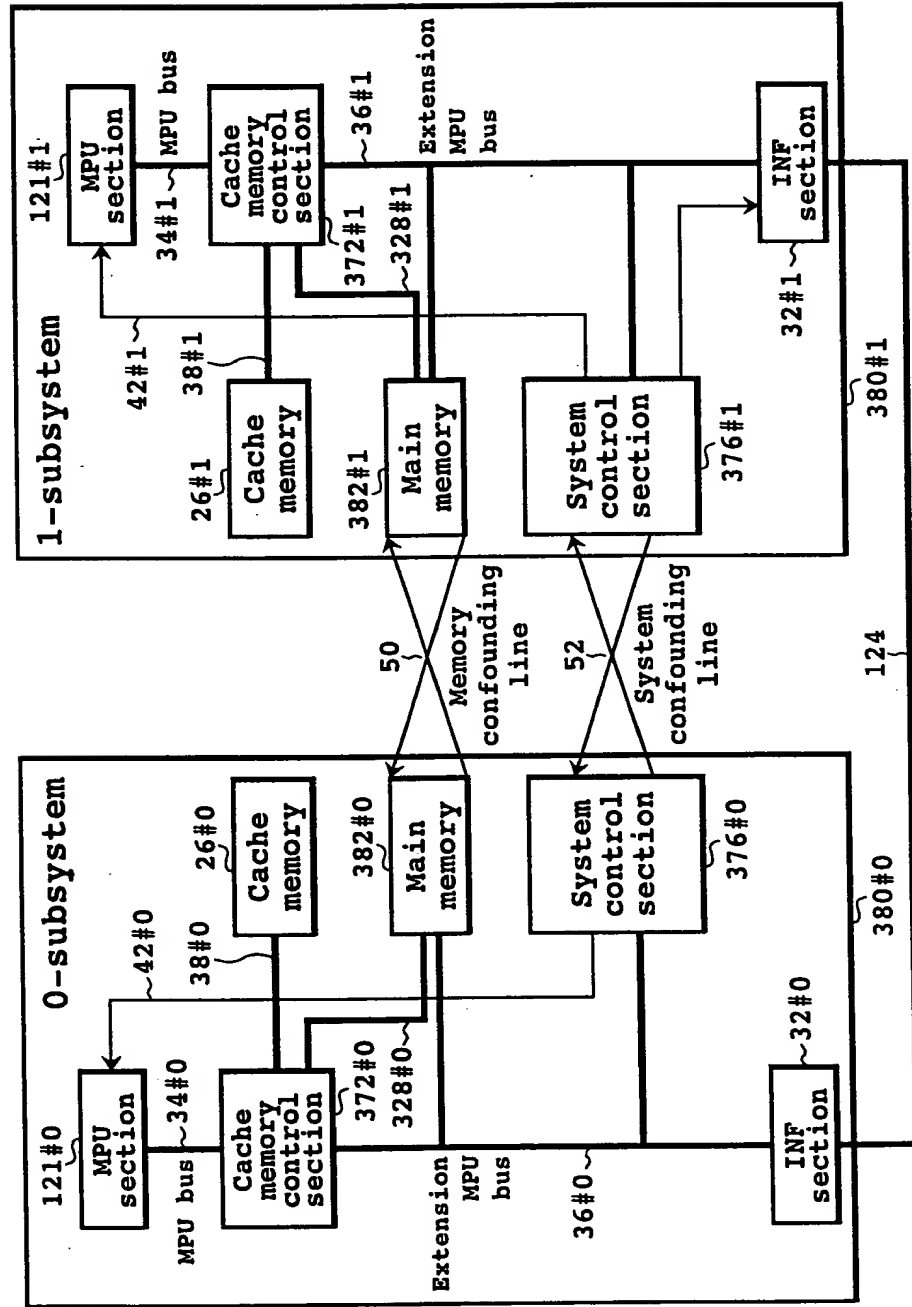 0-subsystem
121#0
MPU
section
42#0
MPU bus
34#0
38#0
26#0
Cache
memory
Cache
memory
control
section
372#0
328#0
382#0
Main
memory
Extension
MPU
bus
System
control
section
376#0
36#0
INF
section
32#0
380#0
50
Memory
confounding
line
52
System
confounding
line
124
1-subsystem
121#1
MPU
section
42#1
34#1
MPU bus
38#1
26#1
Cache
memory
Cache
memory
control
section
372#1
328#1
36#1
382#1
Main
memory
Extension
MPU
bus
System
control
section
376#1
INF
section
32#1
380#1